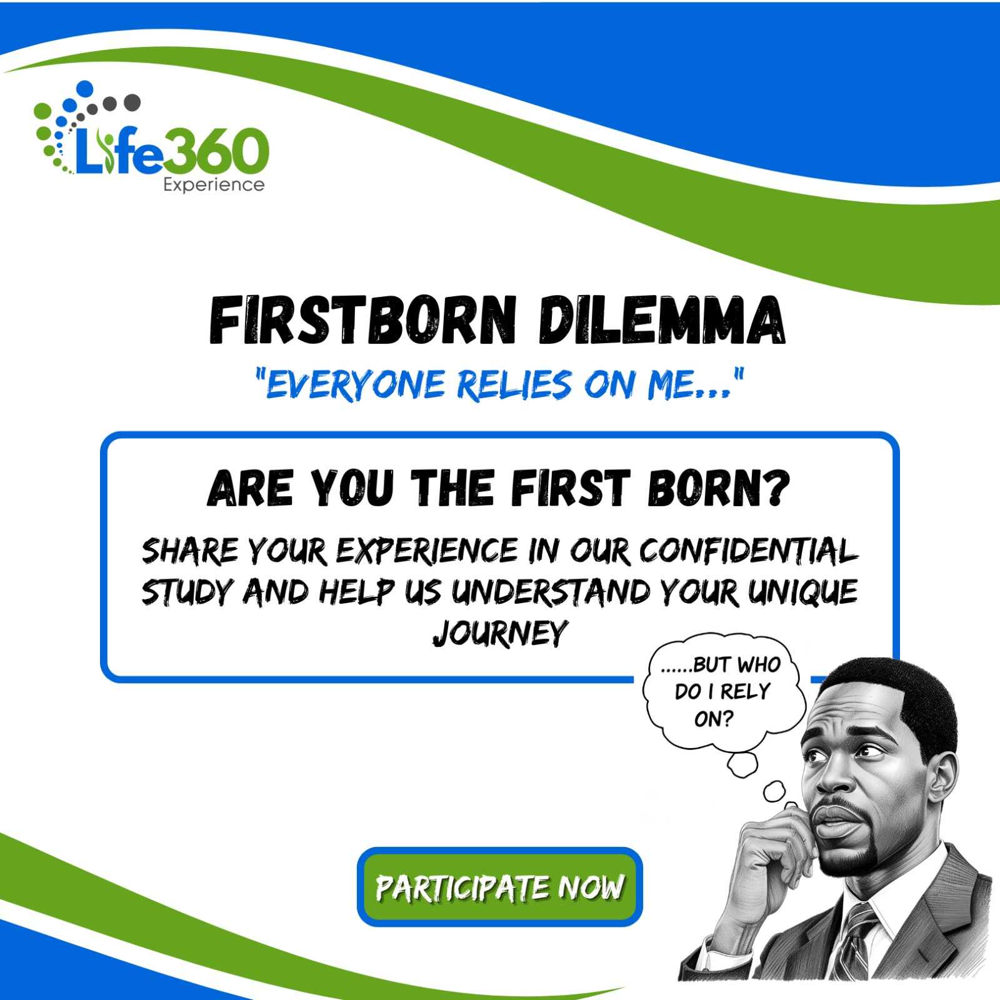 Life360
Experience
FIRSTBORN DILEMMA
"EVERYONE RELIES ON ME..."
ARE YOU THE FIRST BORN?
SHARE YOUR EXPERIENCE IN OUR CONFIDENTIAL
STUDY AND HELP US UNDERSTAND YOUR UNIQUE
JOURNEY
......BUT WHO
DO I RELY
ON?
PARTICIPATE NOW